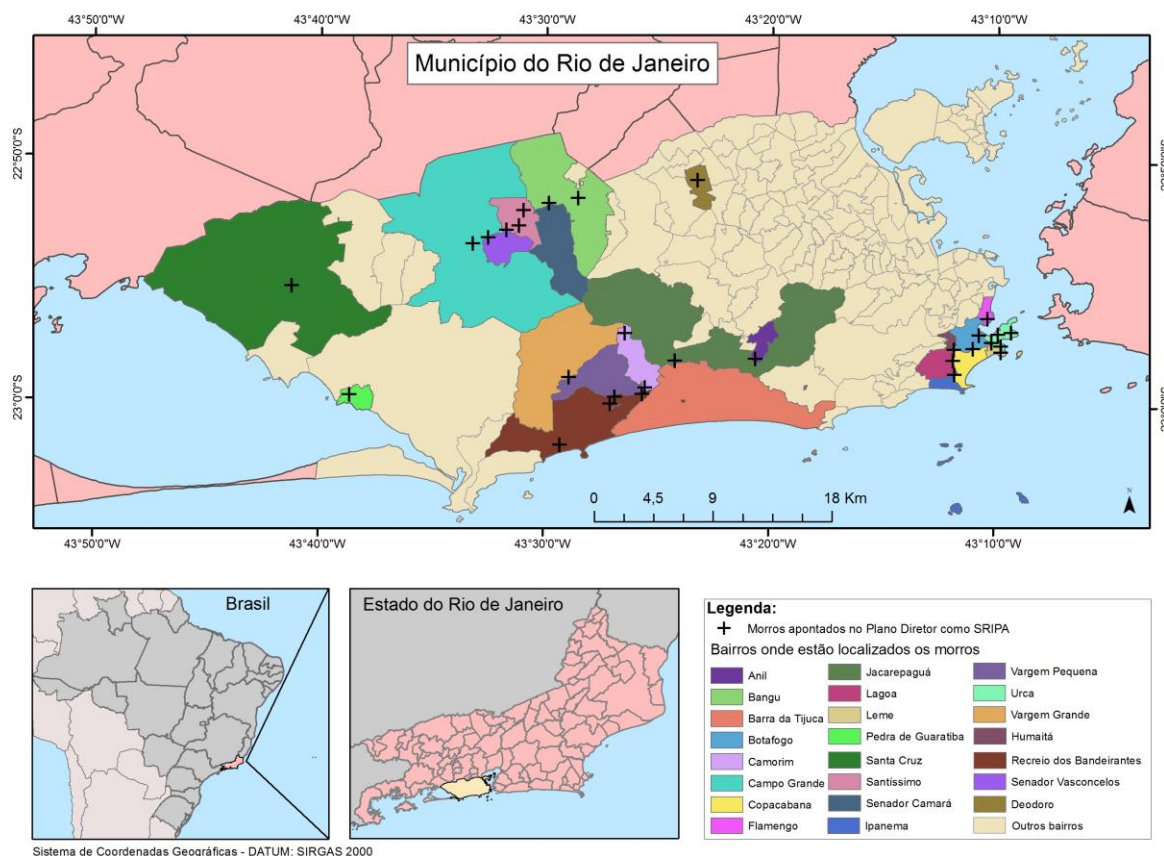 43°50'0"W 43°40'0"W 43°30'0"W 43°20'0"W 43°10'0"W
Município do Rio de Janeiro
22°50'0"S
23°0'0"S
0 4,5 9 18 Km
N
43°50'0"W 43°40'0"W 43°30'0"W 43°20'0"W 43°10'0"W
Brasil
Estado do Rio de Janeiro
Legenda:
Morros apontados no Plano Diretor como SRIPA
Bairros onde estão localizados os morros
Anil
Bangu
Barra da Tijuca
Botafogo
Camorim
Campo Grande
Copacabana
Flamengo
Jacarepaguá
Lagoa
Leme
Pedra de Guaratiba
Santa Cruz
Santíssimo
Senador Camará
Ipanema
Vargem Pequena
Urca
Vargem Grande
Humaitá
Recreio dos Bandeirantes
Senador Vasconcelos
Deodoro
Outros bairros
Sistema de Coordenadas Geográficas - DATUM: SIRGAS 2000